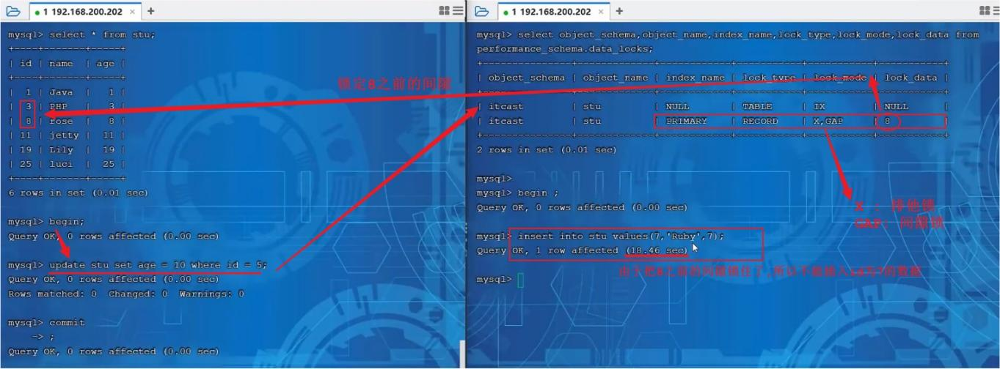 1 192.168.200.202 × +
mysql> select * from stu;
+----+-------+-----+
| id | name | age |
+----+-------+-----+
| 1 | Java | 1 |
| 3 | PHP | 3 |
| 8 | rose | 8 |
| 11 | jetty | 11 |
| 19 | Lily | 19 |
| 25 | luci | 25 |
+----+-------+-----+
6 rows in set (0.01 sec)
mysql> begin;
Query OK, 0 rows affected (0.00 sec)
mysql> update stu set age = 10 where id = 5;
Query OK, 0 rows affected (0.00 sec)
Rows matched: 0 Changed: 0 Warnings: 0
mysql> commit
-> ;
Query OK, 0 rows affected (0.00 sec)
锁定8之前的间隙
1 192.168.200.202 × +
mysql> select object_schema,object_name,index_name,lock_type,lock_mode,lock_data from
performance_schema.data_locks;
+---------------+-------------+------------+-----------+-----------+-----------+
| object_schema | object_name | index_name | lock_type | lock_mode | lock_data |
+---------------+-------------+------------+-----------+-----------+-----------+
| itcast | stu | NULL | TABLE | IX | NULL |
| itcast | stu | PRIMARY | RECORD | X,GAP | 8 |
+---------------+-------------+------------+-----------+-----------+-----------+
2 rows in set (0.01 sec)
mysql>
mysql> begin ;
Query OK, 0 rows affected (0.00 sec)
X : 排他锁
GAP: 间隙锁
mysql> insert into stu values(7,'Ruby',7);
Query OK, 1 row affected (18.46 sec)
由于把8之前的间隙锁住了,所以不能插入id为7的数据
mysql>